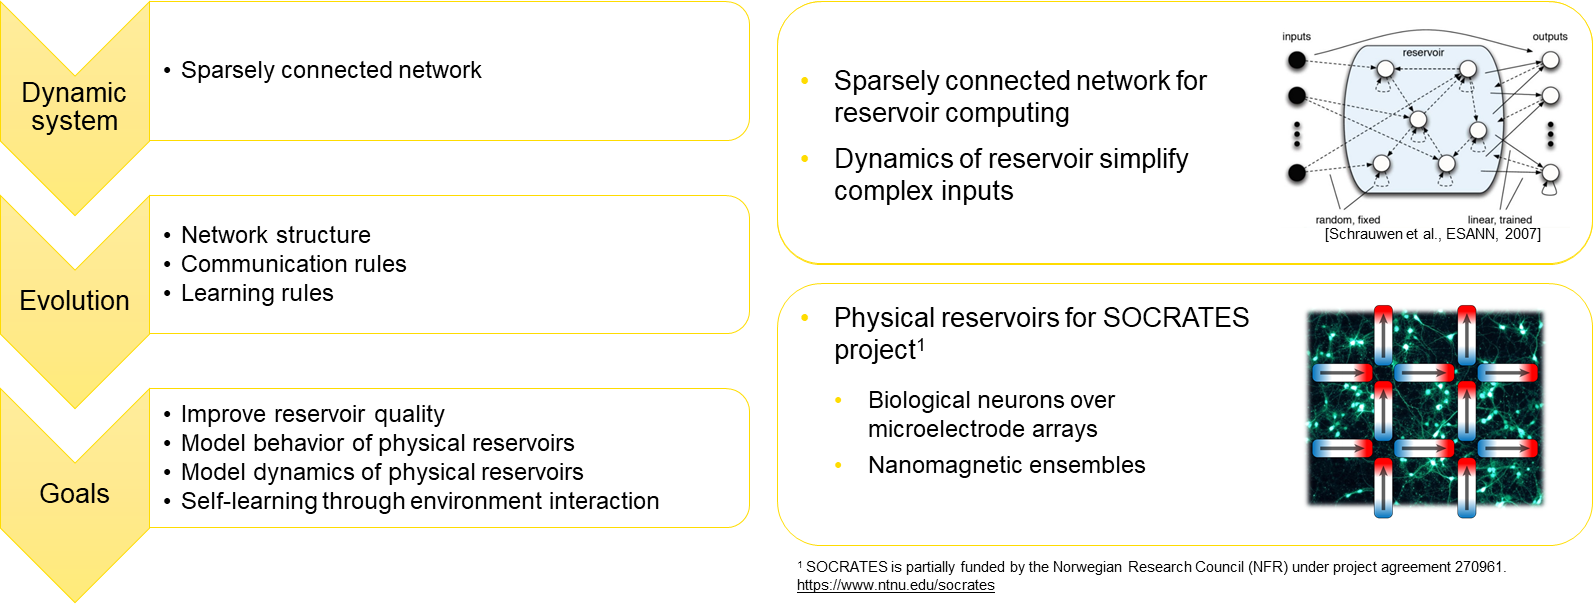 Dynamic
system
• Sparsely connected network
Evolution
• Network structure
• Communication rules
• Learning rules
Goals
• Improve reservoir quality
• Model behavior of physical reservoirs
• Model dynamics of physical reservoirs
• Self-learning through environment interaction
• Sparsely connected network for
reservoir computing
• Dynamics of reservoir simplify
complex inputs
inputs
outputs
reservoir
random, fixed
linear, trained
[Schrauwen et al., ESANN, 2007]
• Physical reservoirs for SOCRATES
project¹
• Biological neurons over
microelectrode arrays
• Nanomagnetic ensembles
¹ SOCRATES is partially funded by the Norwegian Research Council (NFR) under project agreement 270961.
https://www.ntnu.edu/socrates